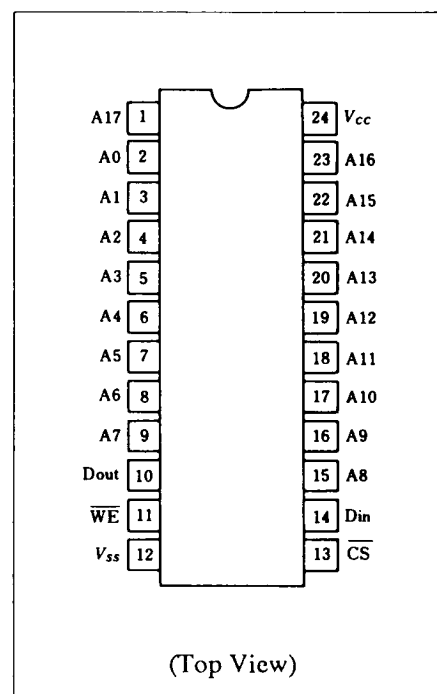 A17 1 24 Vcc
A0 2 23 A16
A1 3 22 A15
A2 4 21 A14
A3 5 20 A13
A4 6 19 A12
A5 7 18 A11
A6 8 17 A10
A7 9 16 A9
Dout 10 15 A8
W̅E̅ 11 14 Din
Vss 12 13 C̅S̅
(Top View)